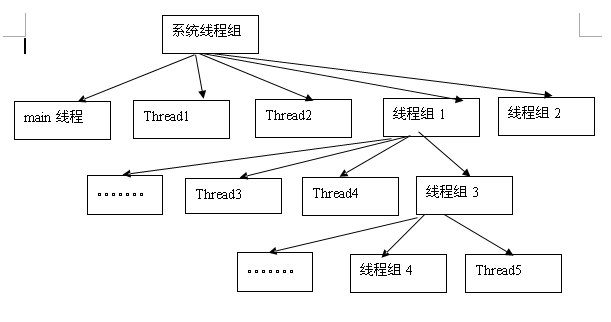 系统线程组
main 线程
Thread1
Thread2
线程组 1
线程组 2
。。。。。。。
Thread3
Thread4
线程组 3
。。。。。。。
线程组 4
Thread5